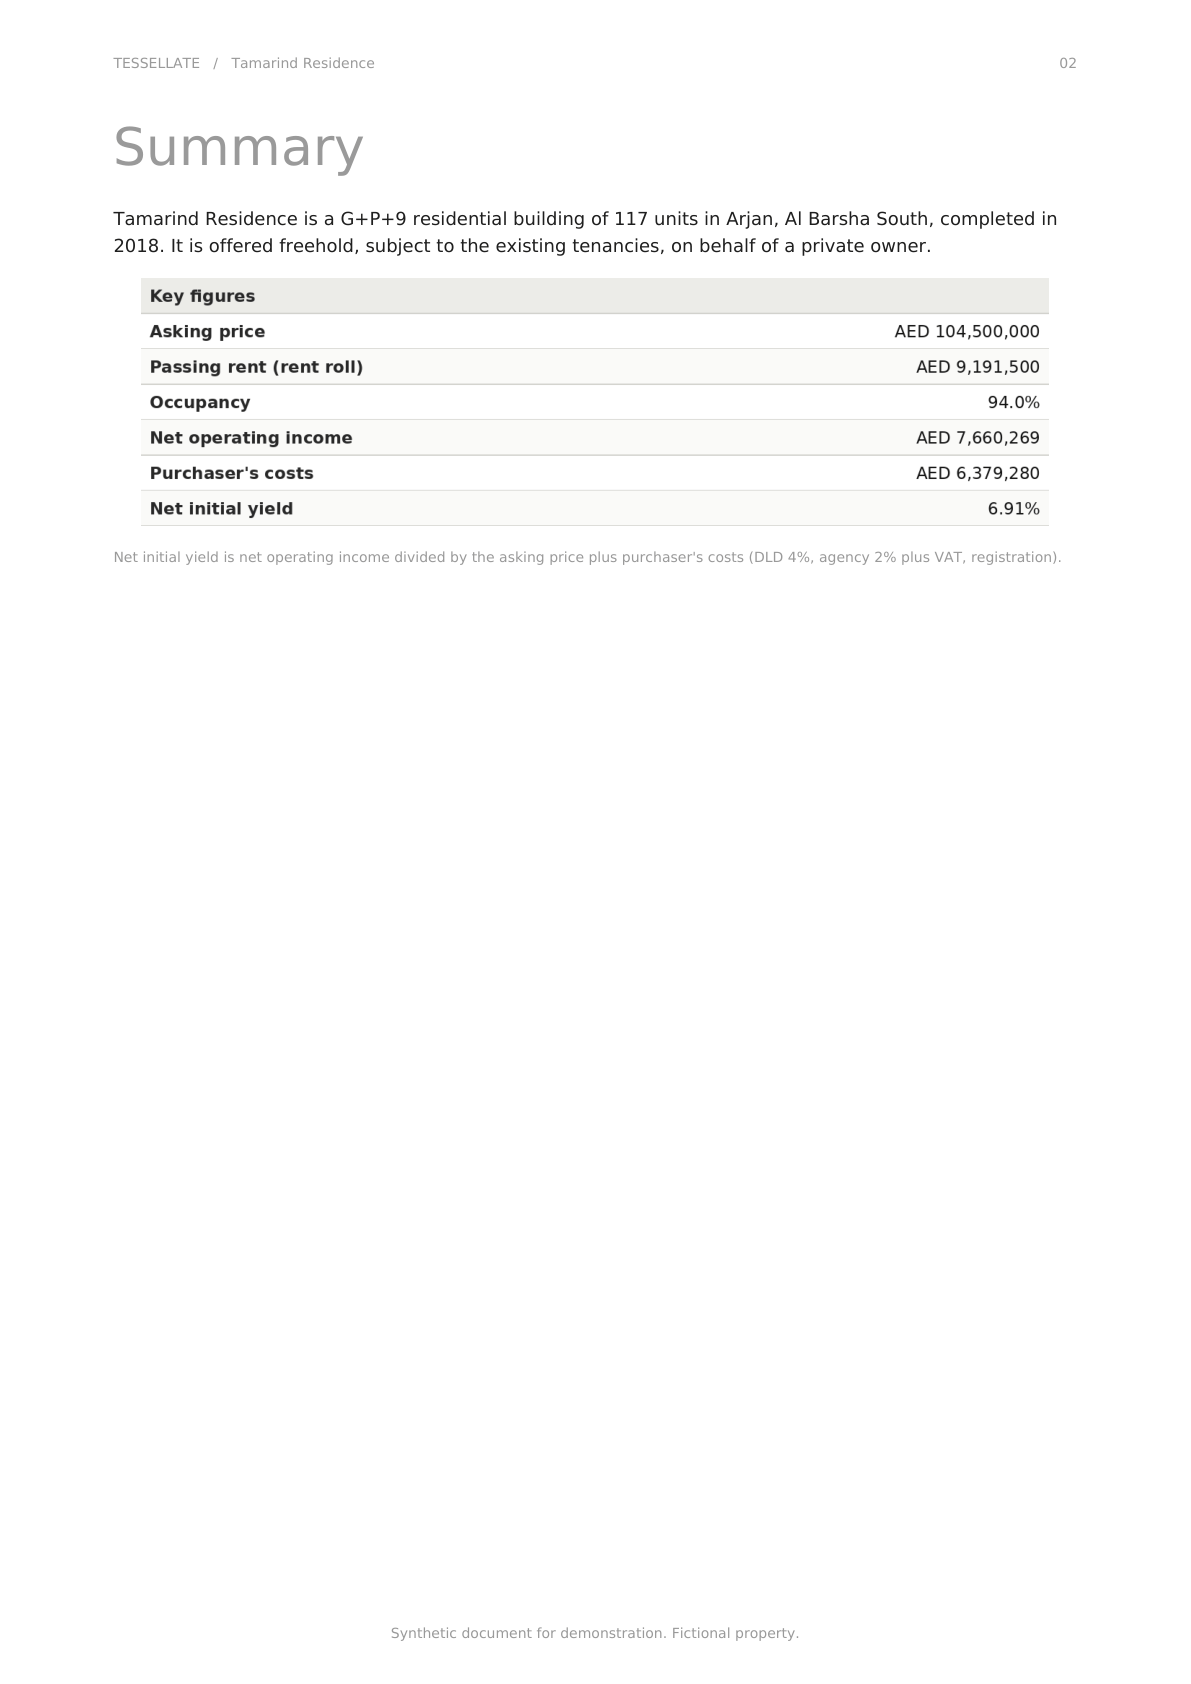 TESSELLATE / Tamarind Residence 02
Summary
Tamarind Residence is a G+P+9 residential building of 117 units in Arjan, Al Barsha South, completed in
2018. It is offered freehold, subject to the existing tenancies, on behalf of a private owner.
Key figures
Asking price AED 104,500,000
Passing rent (rent roll) AED 9,191,500
Occupancy 94.0%
Net operating income AED 7,660,269
Purchaser's costs AED 6,379,280
Net initial yield 6.91%
Net initial yield is net operating income divided by the asking price plus purchaser's costs (DLD 4%, agency 2% plus VAT, registration).
Synthetic document for demonstration. Fictional property.